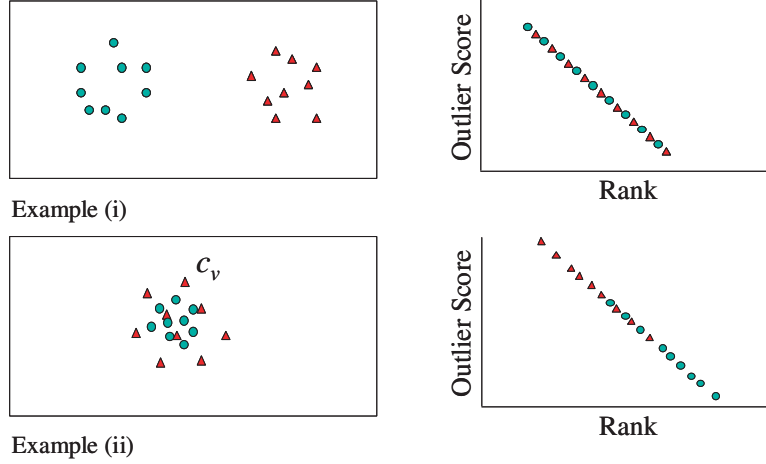 Outlier Score
Rank
Example (i)
c_v
Outlier Score
Rank
Example (ii)